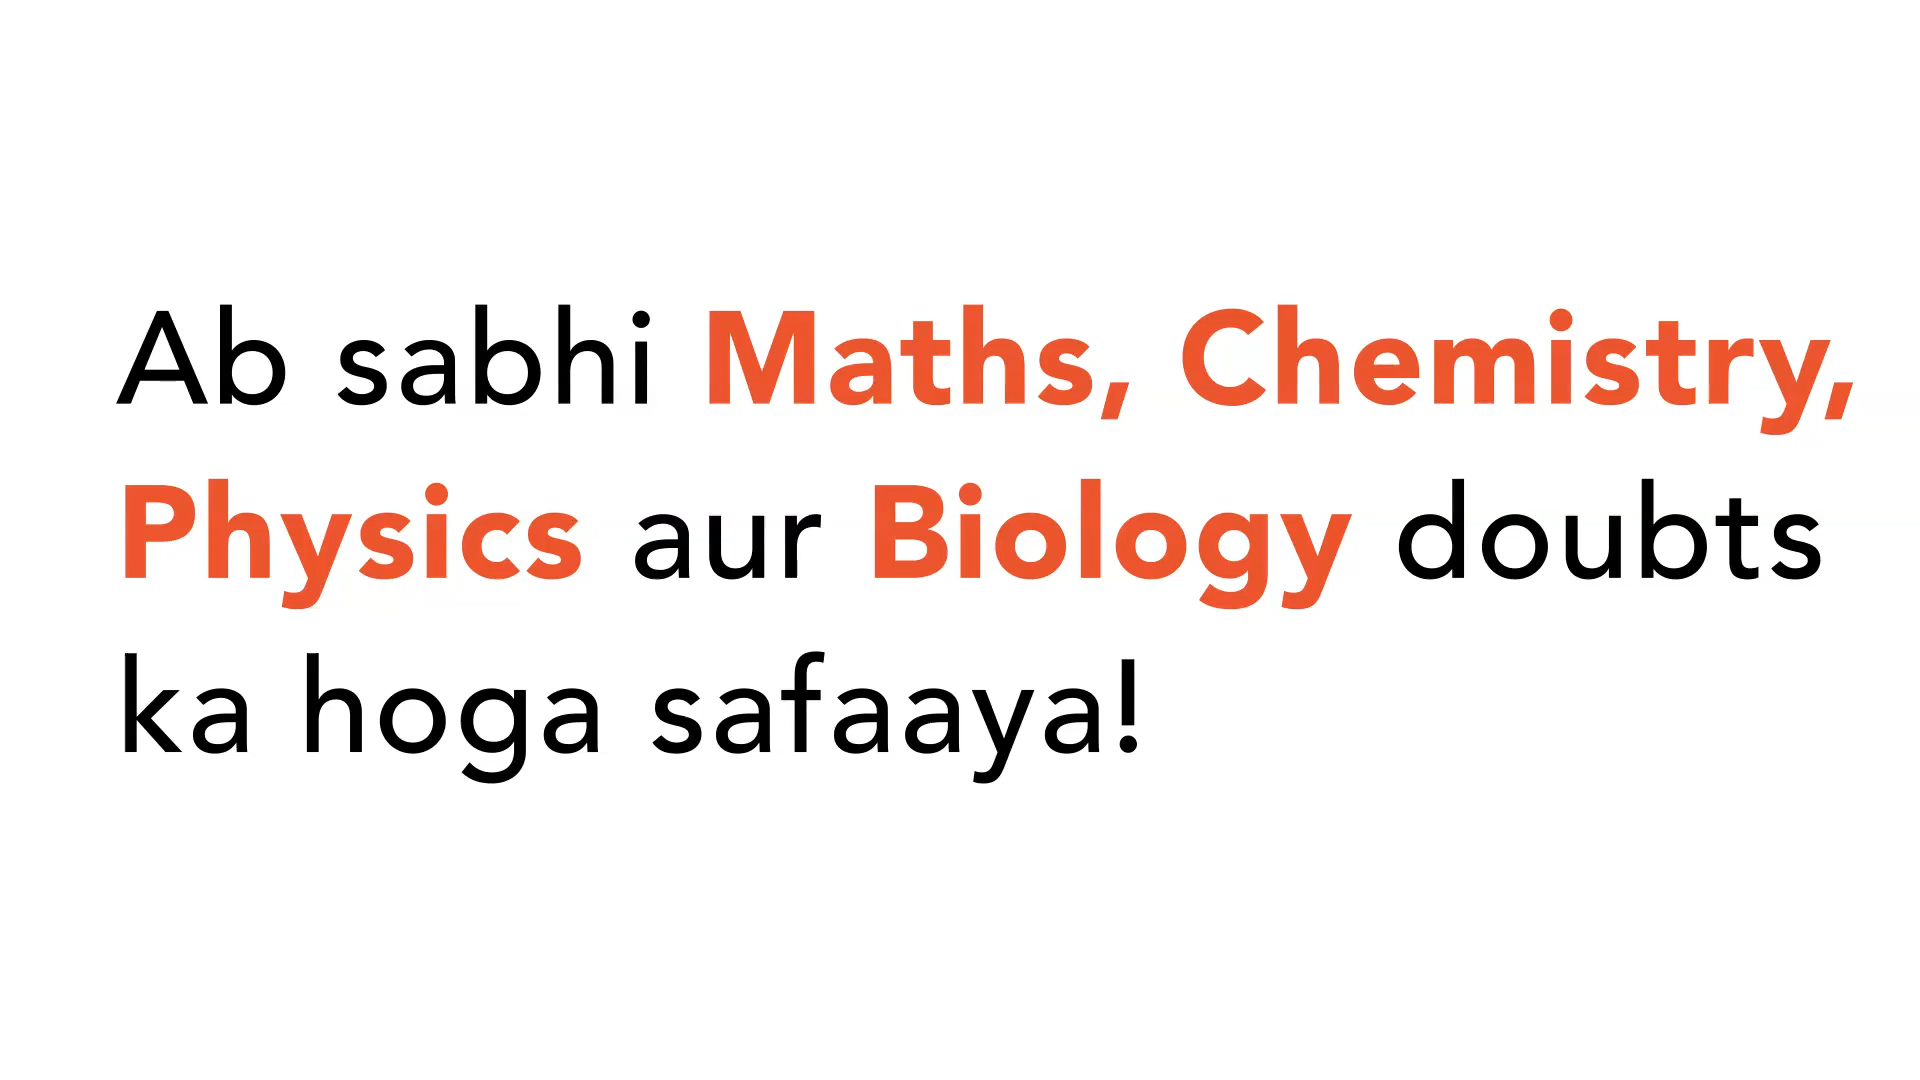 Ab sabhi Maths, Chemistry,
Physics aur Biology doubts
ka hoga safaaya!